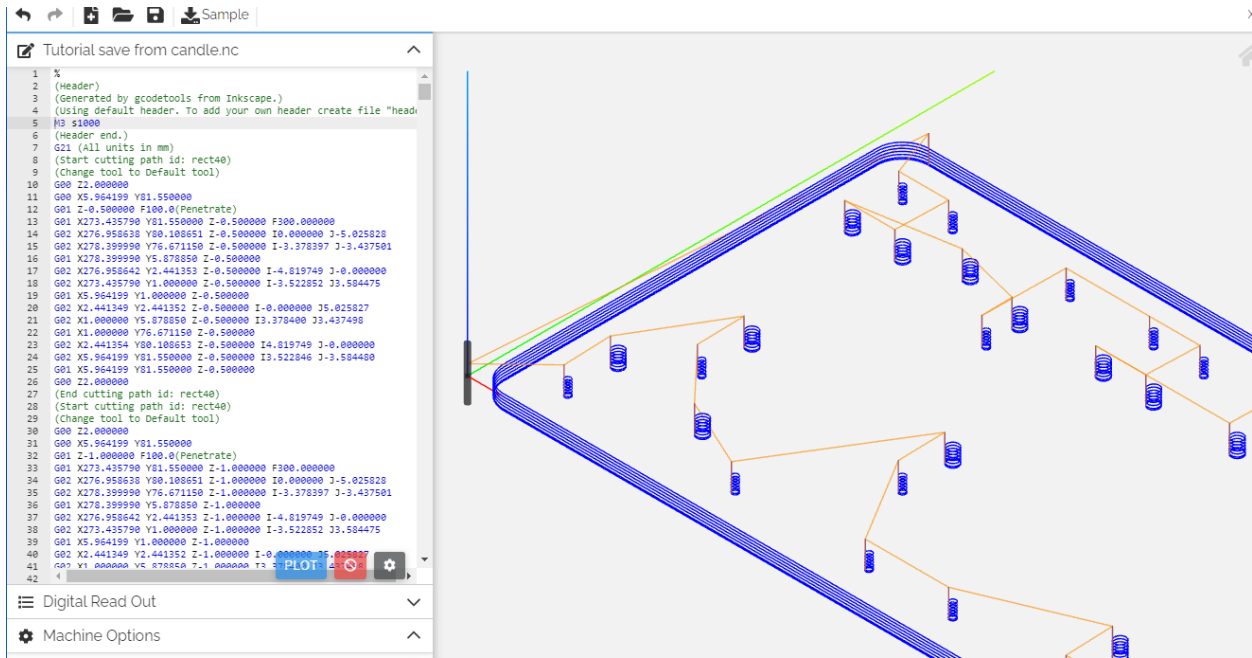 Sample
Tutorial save from candle.nc
1 %
2 (Header)
3 (Generated by gcodetools from Inkscape.)
4 (Using default header. To add your own header create file "heade
5 M3 s1000
6 (Header end.)
7 G21 (All units in mm)
8 (Start cutting path id: rect40)
9 (Change tool to Default tool)
10 G00 Z2.000000
11 G00 X5.964199 Y81.550000
12 G01 Z-0.500000 F100.0(Penetrate)
13 G01 X273.435790 Y81.550000 Z-0.500000 F300.000000
14 G02 X276.958638 Y80.108651 Z-0.500000 I0.000000 J-5.025828
15 G02 X278.399990 Y76.671150 Z-0.500000 I-3.378397 J-3.437501
16 G01 X278.399990 Y5.878850 Z-0.500000
17 G02 X276.958642 Y2.441353 Z-0.500000 I-4.819749 J-0.000000
18 G02 X273.435790 Y1.000000 Z-0.500000 I-3.522852 J3.584475
19 G01 X5.964199 Y1.000000 Z-0.500000
20 G02 X2.441349 Y2.441352 Z-0.500000 I-0.000000 J5.025827
21 G02 X1.000000 Y5.878850 Z-0.500000 I3.378400 J3.437498
22 G01 X1.000000 Y76.671150 Z-0.500000
23 G02 X2.441354 Y80.108653 Z-0.500000 I4.819749 J-0.000000
24 G02 X5.964199 Y81.550000 Z-0.500000 I3.522846 J-3.584480
25 G01 X5.964199 Y81.550000 Z-0.500000
26 G00 Z2.000000
27 (End cutting path id: rect40)
28 (Start cutting path id: rect40)
29 (Change tool to Default tool)
30 G00 Z2.000000
31 G00 X5.964199 Y81.550000
32 G01 Z-1.000000 F100.0(Penetrate)
33 G01 X273.435790 Y81.550000 Z-1.000000 F300.000000
34 G02 X276.958638 Y80.108651 Z-1.000000 I0.000000 J-5.025828
35 G02 X278.399990 Y76.671150 Z-1.000000 I-3.378397 J-3.437501
36 G01 X278.399990 Y5.878850 Z-1.000000
37 G02 X276.958642 Y2.441353 Z-1.000000 I-4.819749 J-0.000000
38 G02 X273.435790 Y1.000000 Z-1.000000 I-3.522852 J3.584475
39 G01 X5.964199 Y1.000000 Z-1.000000
40 G02 X2.441349 Y2.441352 Z-1.000000 I-0.000000 J5.025827
41 G02 X1.000000 Y5.878850 Z-1.000000
42
PLOT
Digital Read Out
Machine Options